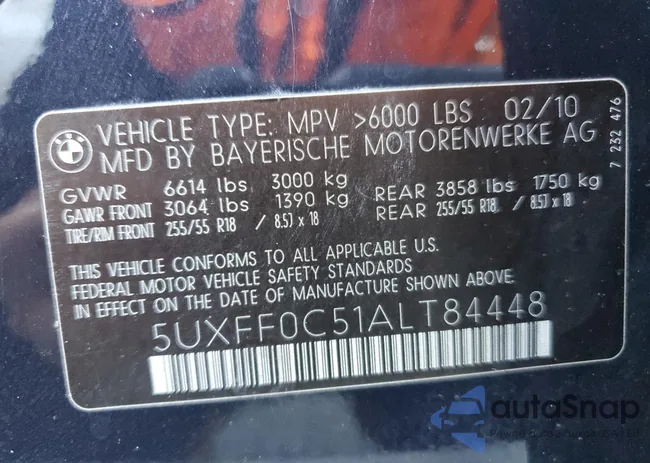 VEHICLE TYPE: MPV >6000 LBS 02/10
MFD BY BAYERISCHE MOTORENWERKE AG
7 232 476
GVWR 6614 lbs 3000 kg
GAWR FRONT 3064 lbs 1390 kg REAR 3858 lbs 1750 kg
TIRE/RIM FRONT 255/55 R18 / 8.5J x 18 REAR 255/55 R18 / 8.5J x 18
THIS VEHICLE CONFORMS TO ALL APPLICABLE U.S.
FEDERAL MOTOR VEHICLE SAFETY STANDARDS
IN EFFECT ON THE DATE OF MANUFACTURE SHOWN ABOVE.
5UXFF0C51ALT84448
autoSnap